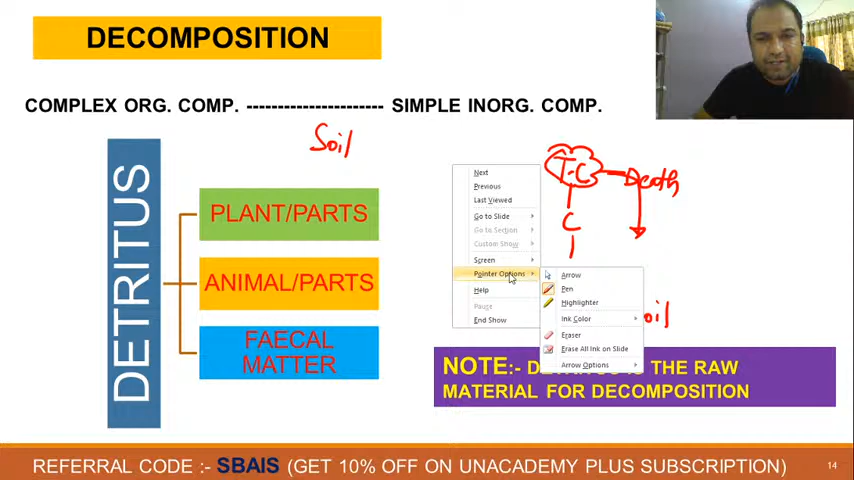 DECOMPOSITION
COMPLEX ORG. COMP. ---------------------- SIMPLE INORG. COMP.
Soil
DETRITUS
PLANT/PARTS
ANIMAL/PARTS
FAECAL
MATTER
T.C
Death
C
Next
Previous
Last Viewed
Go to Slide
Go to Section
Custom Show
Screen
Pointer Options
Help
Pause
End Show
Arrow
Pen
Highlighter
Ink Color
Eraser
Erase All Ink on Slide
Arrow Options
oil
NOTE:- D IS THE RAW
MATERIAL FOR DECOMPOSITION
REFERRAL CODE :- SBAIS (GET 10% OFF ON UNACADEMY PLUS SUBSCRIPTION)
14